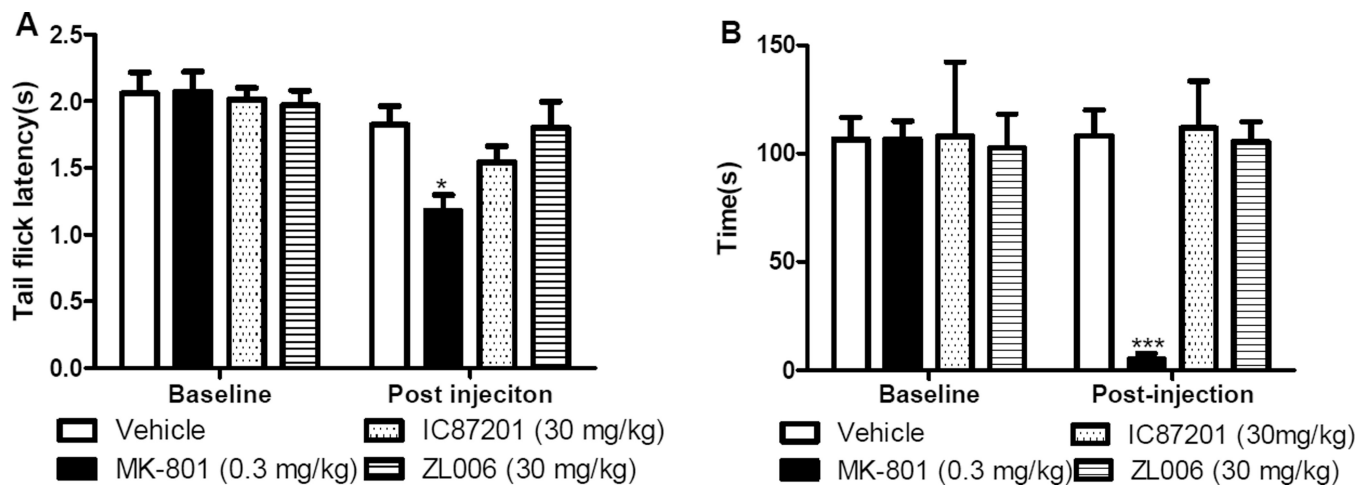 A
Tail flick latency(s)
2.5
2.0
1.5
1.0
0.5
0.0
*
Baseline
Post injeciton
Vehicle
IC87201 (30 mg/kg)
MK-801 (0.3 mg/kg)
ZL006 (30 mg/kg)
B
Time(s)
150
100
50
0
***
Baseline
Post-injection
Vehicle
IC87201 (30mg/kg)
MK-801 (0.3 mg/kg)
ZL006 (30 mg/kg)